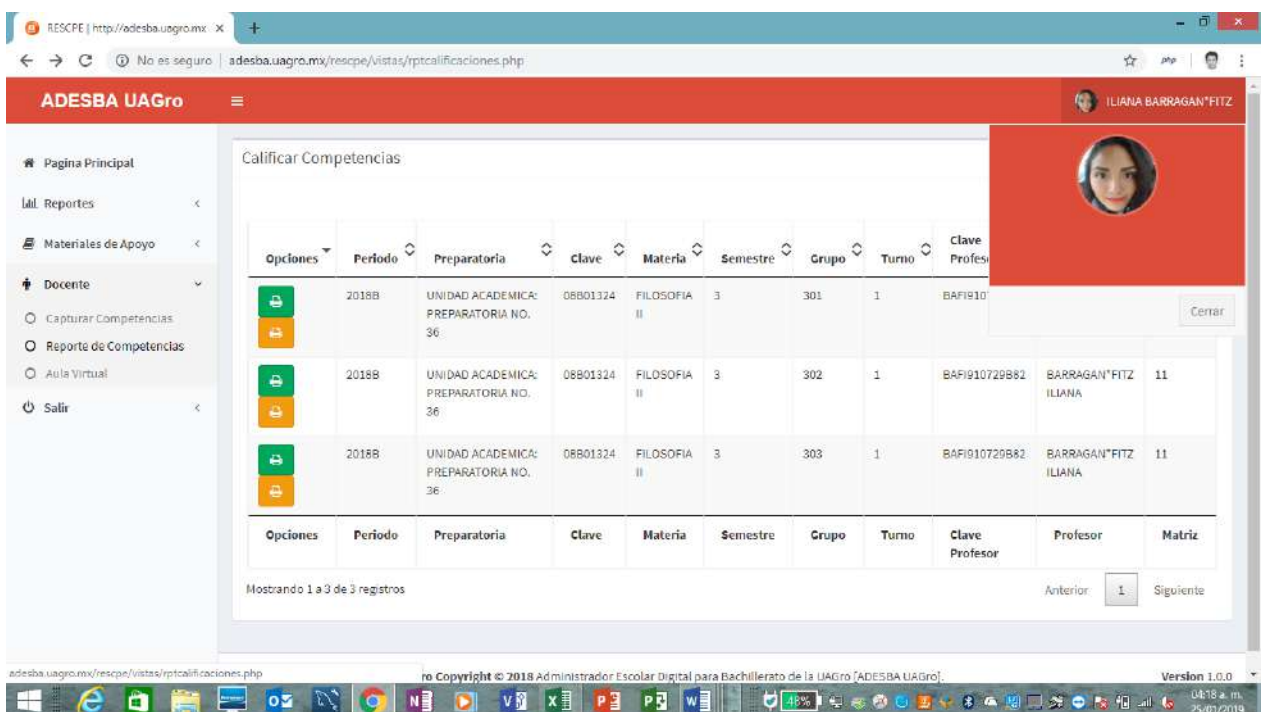 RESCPE | http://adesba.uagro.mx
No es seguro | adesba.uagro.mx/rescpe/vistas/rptcalificaciones.php
php
ADESBA UAGro
ILIANA BARRAGAN*FITZ
Pagina Principal
Reportes
Materiales de Apoyo
Docente
Capturar Competencias
Reporte de Competencias
Aula Virtual
Salir
Calificar Competencias
Cerrar
Opciones Periodo Preparatoria Clave Materia Semestre Grupo Turno Clave
2018B UNIDAD ACADEMICA: 08B01324 FILOSOFIA 3 301 1 BAFI910
PREPARATORIA NO. II
36
2018B UNIDAD ACADEMICA: 08B01324 FILOSOFIA 3 302 1 BAFI910729B82 BARRAGAN*FITZ 11
PREPARATORIA NO. II ILIANA
36
2018B UNIDAD ACADEMICA: 08B01324 FILOSOFIA 3 303 1 BAFI910729B82 BARRAGAN*FITZ 11
PREPARATORIA NO. II ILIANA
36
Opciones Periodo Preparatoria Clave Materia Semestre Grupo Turno Clave Profesor Matriz
Profesor
Mostrando 1 a 3 de 3 registros
Anterior 1 Siguiente
adesba.uagro.mx/rescpe/vistas/rptcalificaciones.php
ro Copyright © 2018 Administrador Escolar Digital para Bachillerato de la UAGro [ADESBA UAGro].
Version 1.0.0
48%
04:18 a. m.
25/01/2019